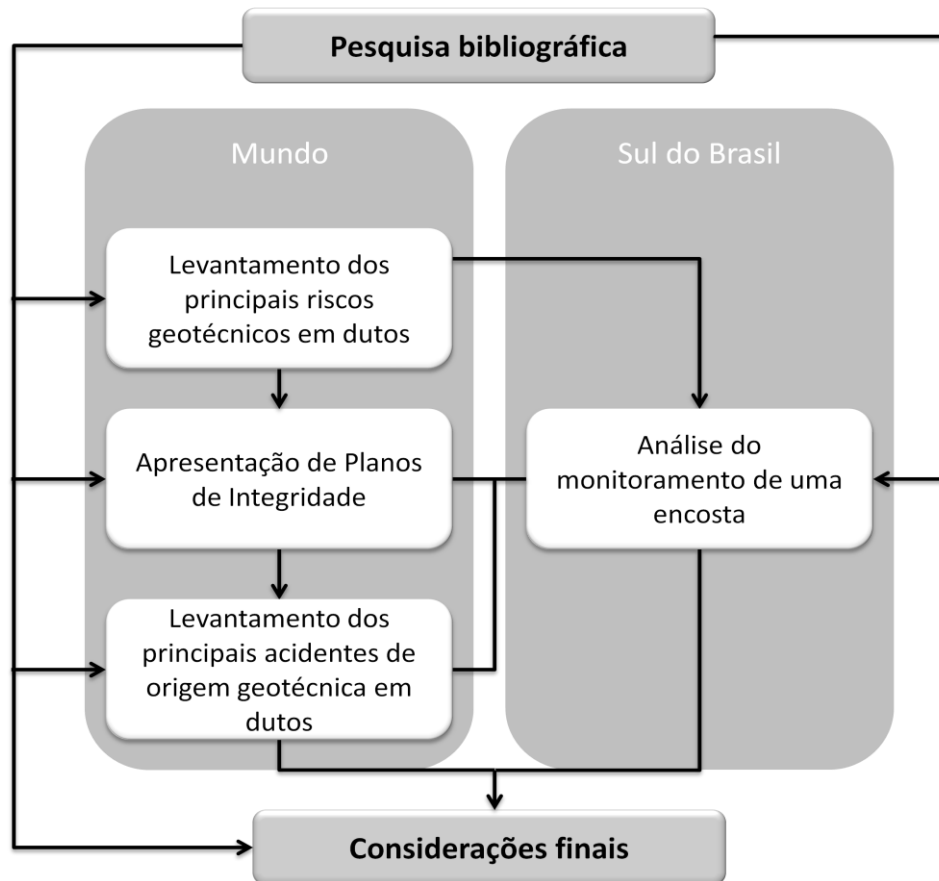 Pesquisa bibliográfica
Mundo
Sul do Brasil
Levantamento dos
principais riscos
geotécnicos em dutos
Apresentação de Planos
de Integridade
Análise do
monitoramento de uma
encosta
Levantamento dos
principais acidentes de
origem geotécnica em
dutos
Considerações finais